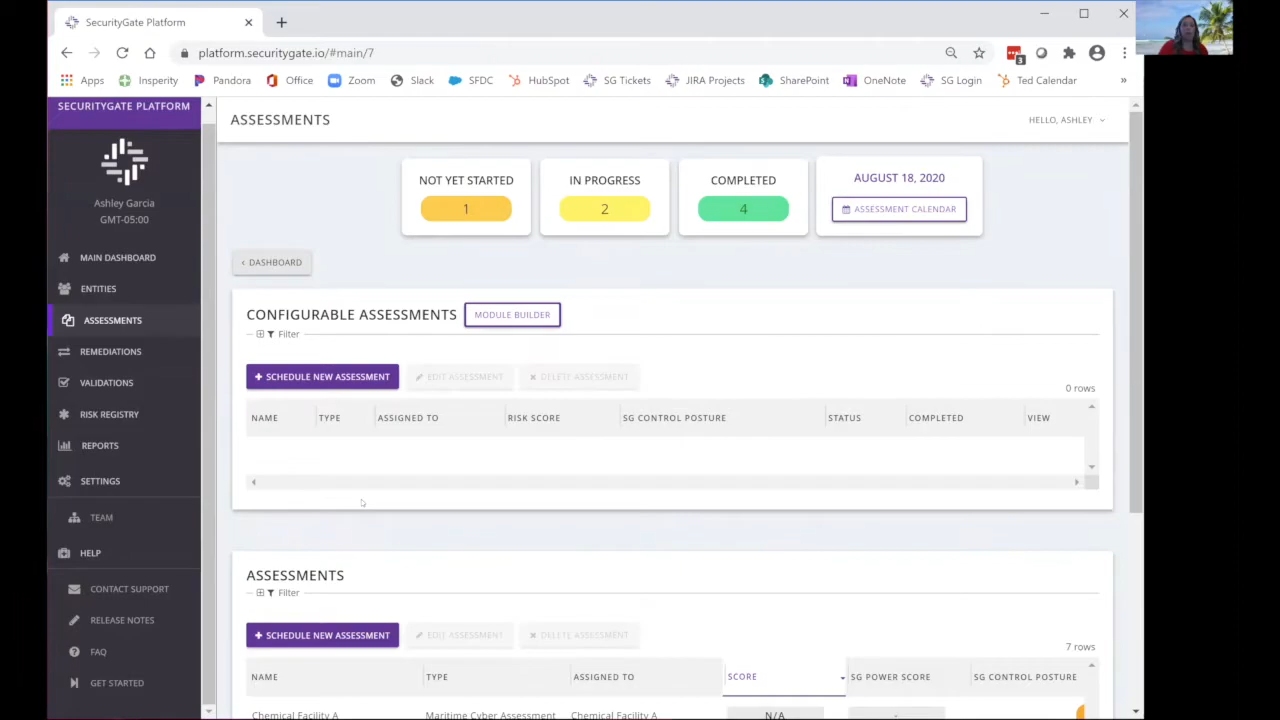 SecurityGate Platform
platform.securitygate.io/#main/7
3
Apps Insperity Pandora Office Zoom Slack SFDC HubSpot SG Tickets JIRA Projects SharePoint OneNote SG Login Ted Calendar »
SECURITYGATE PLATFORM
Ashley Garcia
GMT-05:00
MAIN DASHBOARD
ENTITIES
ASSESSMENTS
REMEDIATIONS
VALIDATIONS
RISK REGISTRY
REPORTS
SETTINGS
TEAM
HELP
CONTACT SUPPORT
RELEASE NOTES
FAQ
GET STARTED
ASSESSMENTS
HELLO, ASHLEY
NOT YET STARTED
1
IN PROGRESS
2
COMPLETED
4
AUGUST 18, 2020
ASSESSMENT CALENDAR
‹ DASHBOARD
CONFIGURABLE ASSESSMENTS MODULE BUILDER
Filter
+ SCHEDULE NEW ASSESSMENT EDIT ASSESSMENT DELETE ASSESSMENT
0 rows
NAME TYPE ASSIGNED TO RISK SCORE SG CONTROL POSTURE STATUS COMPLETED VIEW
ASSESSMENTS
Filter
+ SCHEDULE NEW ASSESSMENT EDIT ASSESSMENT DELETE ASSESSMENT
7 rows
NAME TYPE ASSIGNED TO SCORE SG POWER SCORE SG CONTROL POSTURE
Chemical Facility A Maritime Cyber Assessment Chemical Facility A N/A -